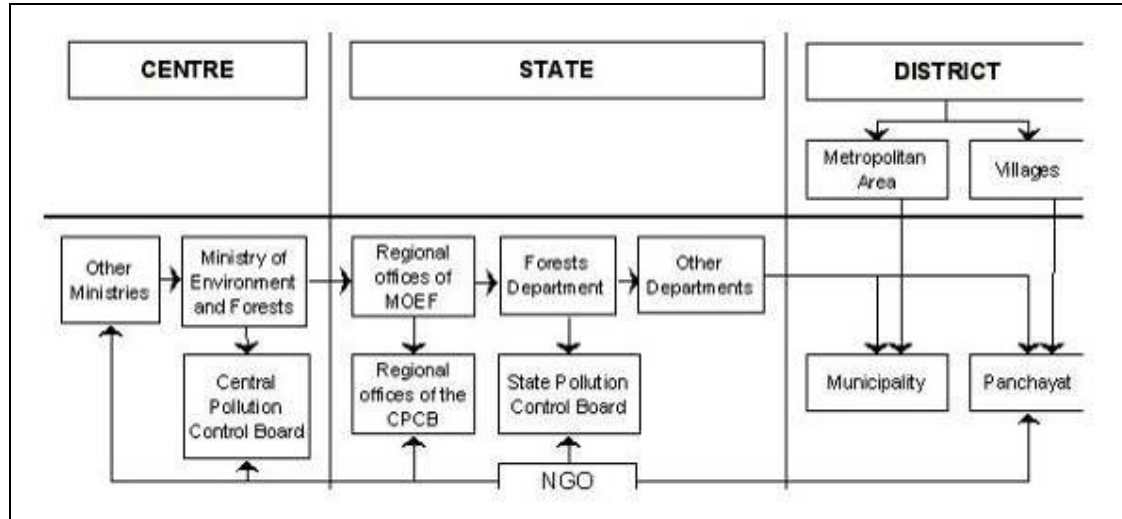 CENTRE
STATE
DISTRICT
Metropolitan
Area
Villages
Other
Ministries
Ministry of
Environment
and Forests
Regional
offices of
MOEF
Forests
Department
Other
Departments
Central
Pollution
Control Board
Regional
offices of the
CPCB
State Pollution
Control Board
Municipality
Panchayat
NGO